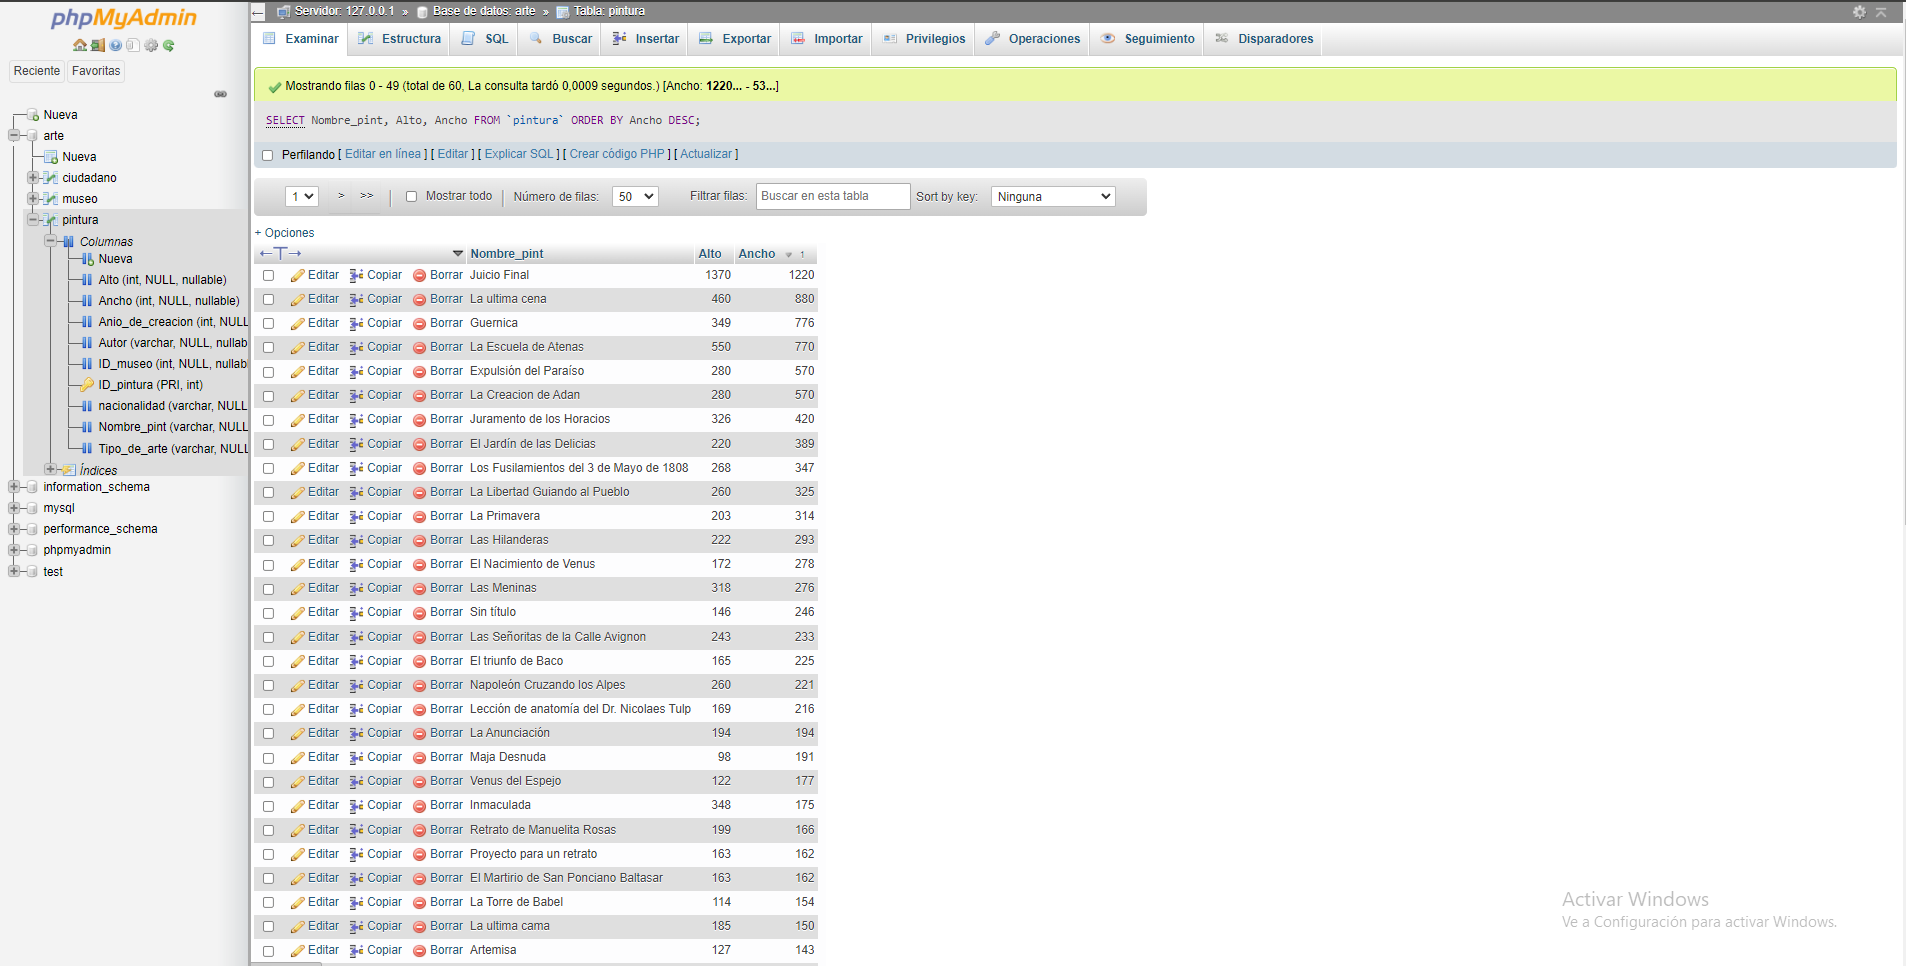 phpMyAdmin
Reciente Favoritas
Nueva
arte
Nueva
ciudadano
museo
pintura
Columnas
Nueva
Alto (int, NULL, nullable)
Ancho (int, NULL, nullable)
Anio_de_creacion (int, NULL
Autor (varchar, NULL, nullab
ID_museo (int, NULL, nullab
ID_pintura (PRI, int)
nacionalidad (varchar, NULL
Nombre_pint (varchar, NULL
Tipo_de_arte (varchar, NULL
Índices
information_schema
mysql
performance_schema
phpmyadmin
test
Servidor: 127.0.0.1 » Base de datos: arte » Tabla: pintura
Examinar Estructura SQL Buscar Insertar Exportar Importar Privilegios Operaciones Seguimiento Disparadores
Mostrando filas 0 - 49 (total de 60, La consulta tardó 0,0009 segundos.) [Ancho: 1220... - 53...]
SELECT Nombre_pint, Alto, Ancho FROM `pintura` ORDER BY Ancho DESC;
Perfilando [ Editar en línea ] [ Editar ] [ Explicar SQL ] [ Crear código PHP ] [ Actualizar ]
1 > >> | Mostrar todo | Número de filas: 50 Filtrar filas: Buscar en esta tabla Sort by key: Ninguna
+ Opciones
←T→ Nombre_pint Alto Ancho 1
Editar Copiar Borrar Juicio Final 1370 1220
Editar Copiar Borrar La ultima cena 460 880
Editar Copiar Borrar Guernica 349 776
Editar Copiar Borrar La Escuela de Atenas 550 770
Editar Copiar Borrar Expulsión del Paraíso 280 570
Editar Copiar Borrar La Creacion de Adan 280 570
Editar Copiar Borrar Juramento de los Horacios 326 420
Editar Copiar Borrar El Jardín de las Delicias 220 389
Editar Copiar Borrar Los Fusilamientos del 3 de Mayo de 1808 268 347
Editar Copiar Borrar La Libertad Guiando al Pueblo 260 325
Editar Copiar Borrar La Primavera 203 314
Editar Copiar Borrar Las Hilanderas 222 293
Editar Copiar Borrar El Nacimiento de Venus 172 278
Editar Copiar Borrar Las Meninas 318 276
Editar Copiar Borrar Sin título 146 246
Editar Copiar Borrar Las Señoritas de la Calle Avignon 243 233
Editar Copiar Borrar El triunfo de Baco 165 225
Editar Copiar Borrar Napoleón Cruzando los Alpes 260 221
Editar Copiar Borrar Lección de anatomía del Dr. Nicolaes Tulp 169 216
Editar Copiar Borrar La Anunciación 194 194
Editar Copiar Borrar Maja Desnuda 98 191
Editar Copiar Borrar Venus del Espejo 122 177
Editar Copiar Borrar Inmaculada 348 175
Editar Copiar Borrar Retrato de Manuelita Rosas 199 166
Editar Copiar Borrar Proyecto para un retrato 163 162
Editar Copiar Borrar El Martirio de San Ponciano Baltasar 163 162
Editar Copiar Borrar La Torre de Babel 114 154
Editar Copiar Borrar La ultima cama 185 150
Editar Copiar Borrar Artemisa 127 143
Activar Windows
Ve a Configuración para activar Windows.